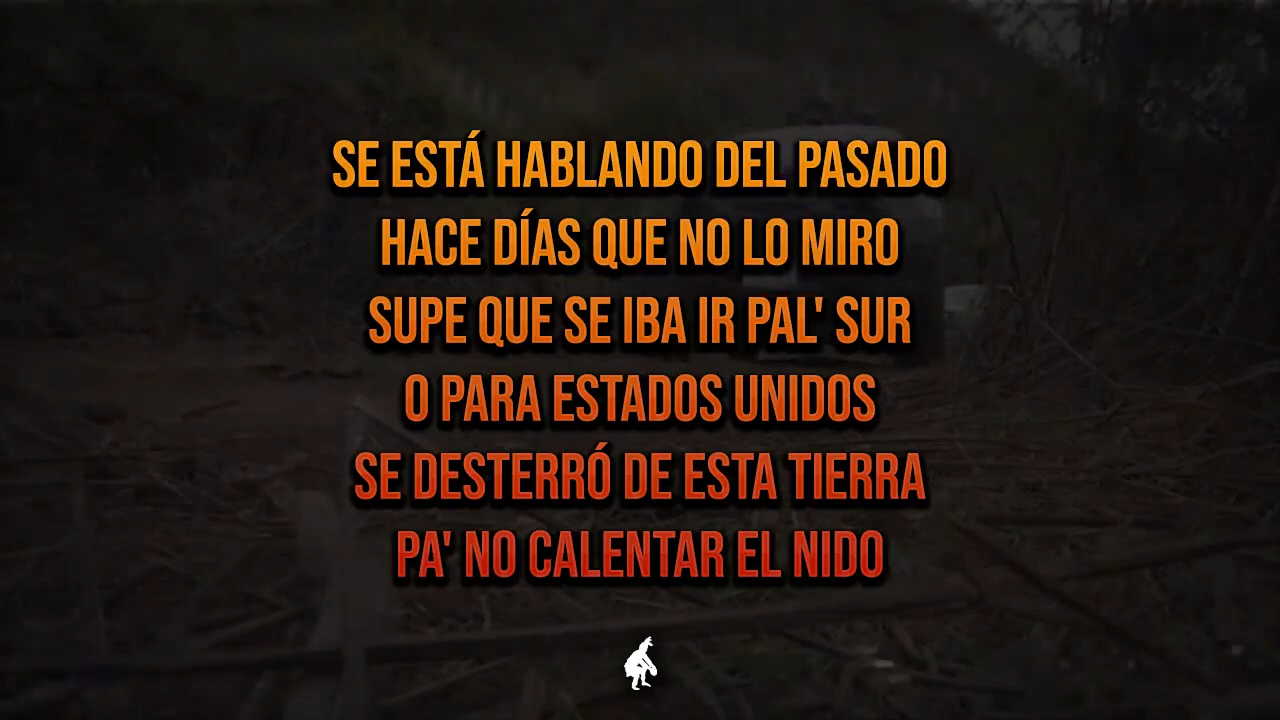 SE ESTÁ HABLANDO DEL PASADO
HACE DÍAS QUE NO LO MIRO
SUPE QUE SE IBA IR PAL' SUR
O PARA ESTADOS UNIDOS
SE DESTERRÓ DE ESTA TIERRA
PA' NO CALENTAR EL NIDO